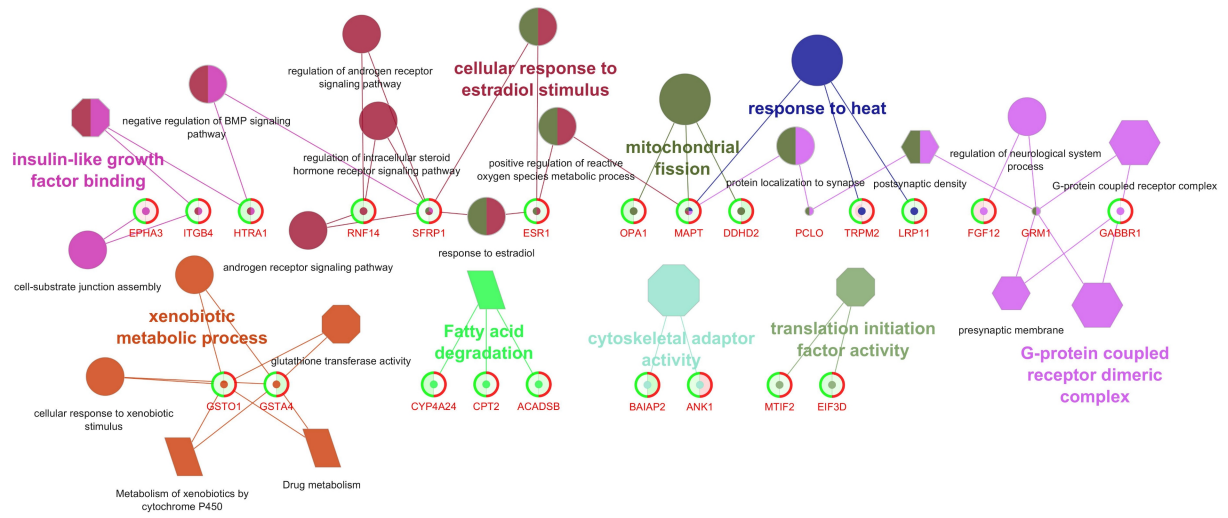 regulation of androgen receptor
signaling pathway
cellular response to
estradiol stimulus
negative regulation of BMP signaling
pathway
response to heat
insulin-like growth
factor binding
regulation of intracellular steroid
hormone receptor signaling pathway
positive regulation of reactive
oxygen species metabolic process
mitochondrial
fission
protein localization to synapse
postsynaptic density
regulation of neurological system
process
G-protein coupled receptor complex
EPHA3
ITGB4
HTRA1
RNF14
SFRP1
ESR1
OPA1
MAPT
DDHD2
PCLO
TRPM2
LRP11
FGF12
GRM1
GABBR1
response to estradiol
androgen receptor signaling pathway
cell-substrate junction assembly
xenobiotic
metabolic process
Fatty acid
degradation
cytoskeletal adaptor
activity
translation initiation
factor activity
presynaptic membrane
G-protein coupled
receptor dimeric
complex
glutathione transferase activity
cellular response to xenobiotic
stimulus
GSTO1
GSTA4
CYP4A24
CPT2
ACADSB
BAIAP2
ANK1
MTIF2
EIF3D
Metabolism of xenobiotics by
cytochrome P450
Drug metabolism